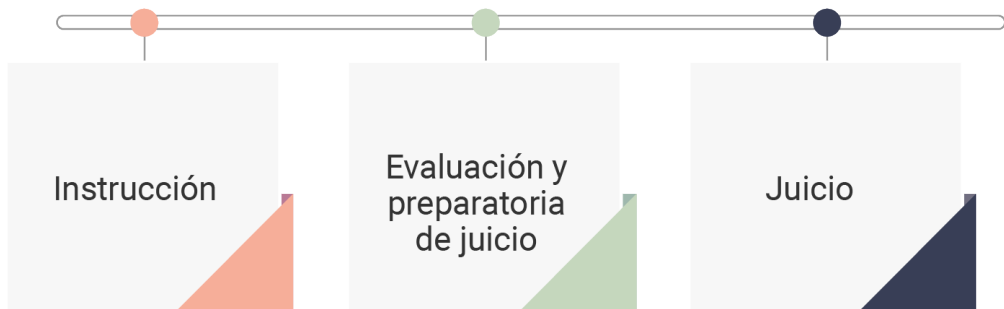 Instrucción
Evaluación y
preparatoria
de juicio
Juicio